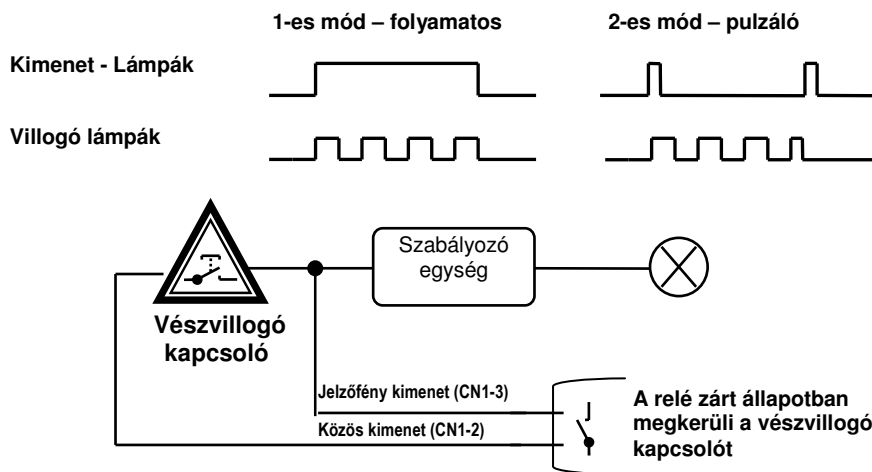 1-es mód – folyamatos
2-es mód – pulzáló
Kimenet - Lámpák
Villogó lámpák
Szabályozó
egység
Vészvillogó
kapcsoló
Jelzőfény kimenet (CN1-3)
Közös kimenet (CN1-2)
A relé zárt állapotban
megkerüli a vészvillogó
kapcsolót